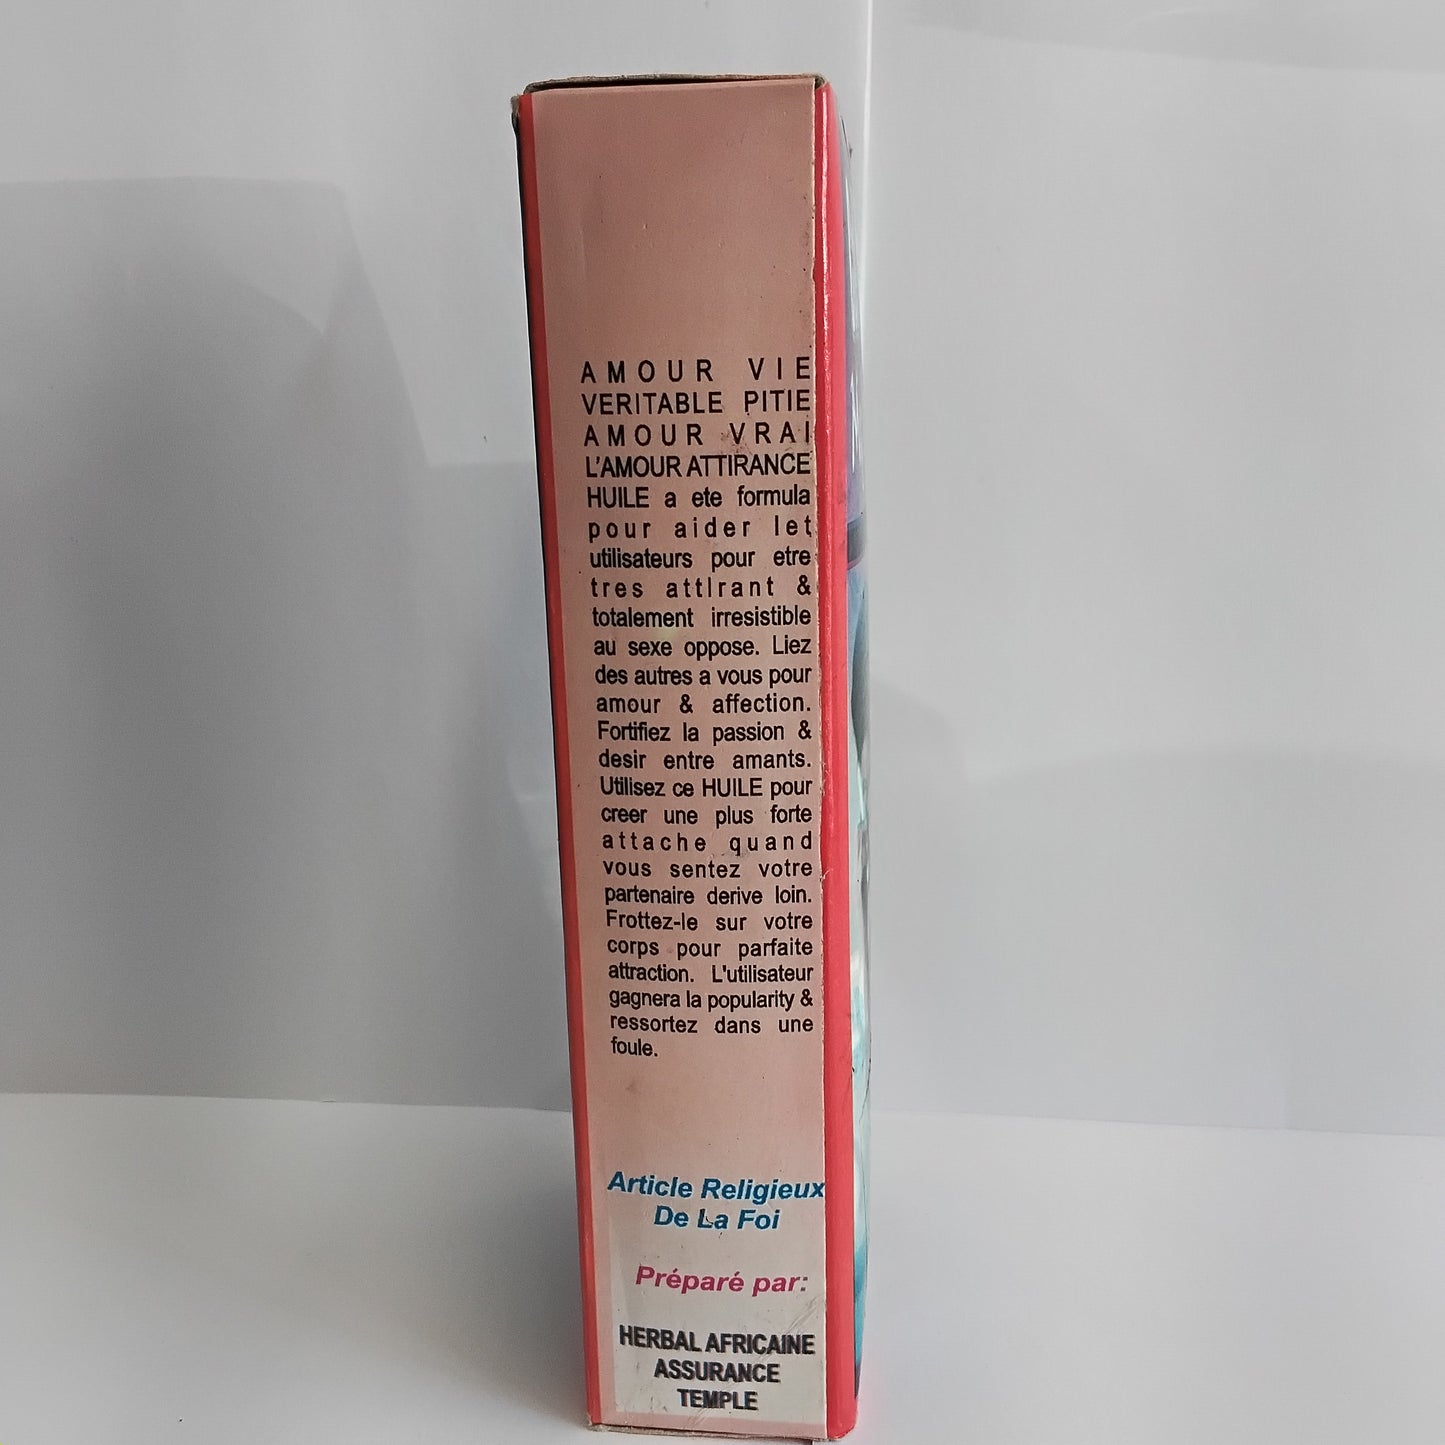 AMOUR VIE
VERITABLE PITIE
AMOUR VRAI
L'AMOUR ATTIRANCE
HUILE a ete formula
pour aider let
utilisateurs pour etre
tres attIrant &
totalement irresistible
au sexe oppose. Liez
des autres a vous pour
amour & affection.
Fortifiez la passion &
desir entre amants.
Utilisez ce HUILE pour
creer une plus forte
attache quand
vous sentez votre
partenaire derive loin.
Frottez-le sur votre
corps pour parfaite
attraction. L'utilisateur
gagnera la popularity &
ressortez dans une
foule.
Article Religieux
De La Foi
Préparé par:
HERBAL AFRICAINE
ASSURANCE
TEMPLE